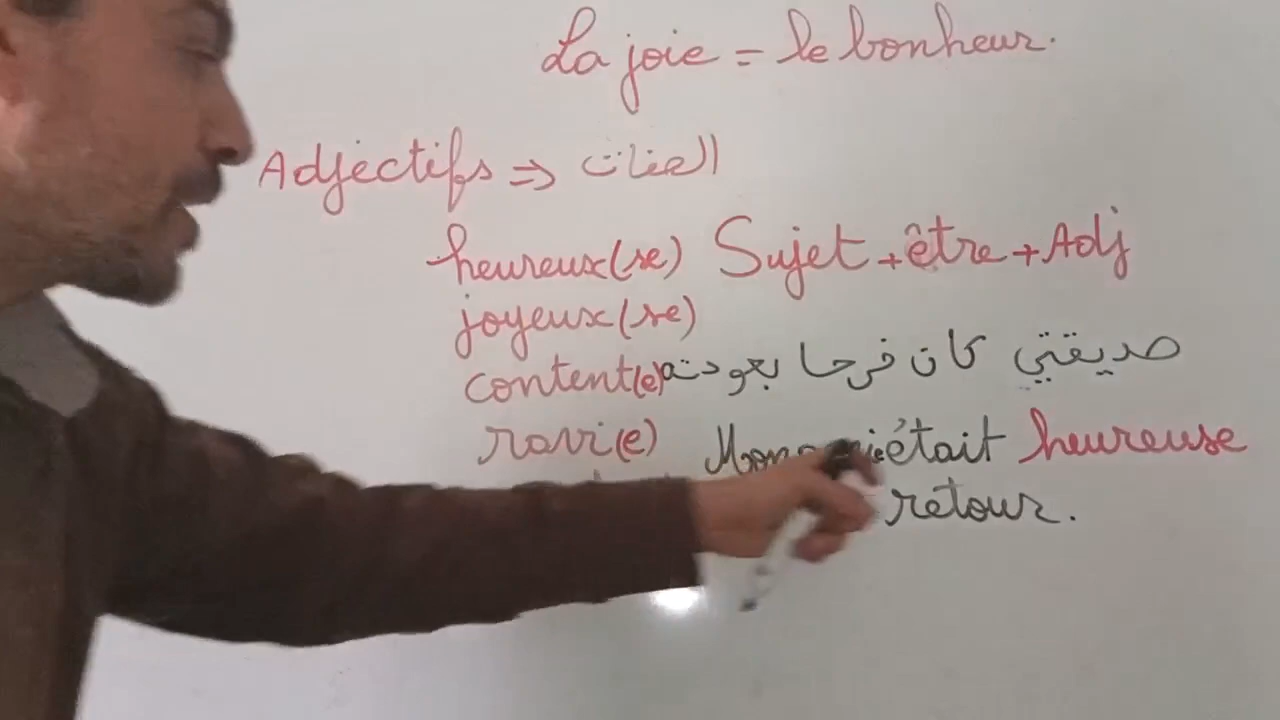 La joie = le bonheur.
Adjectifs ⇒ الصفات
heureux(se) Sujet + être + Adj
joyeux(se)
صديقتي كان فرحا بعودته
content(e)
ravi(e) était heureuse
retour.